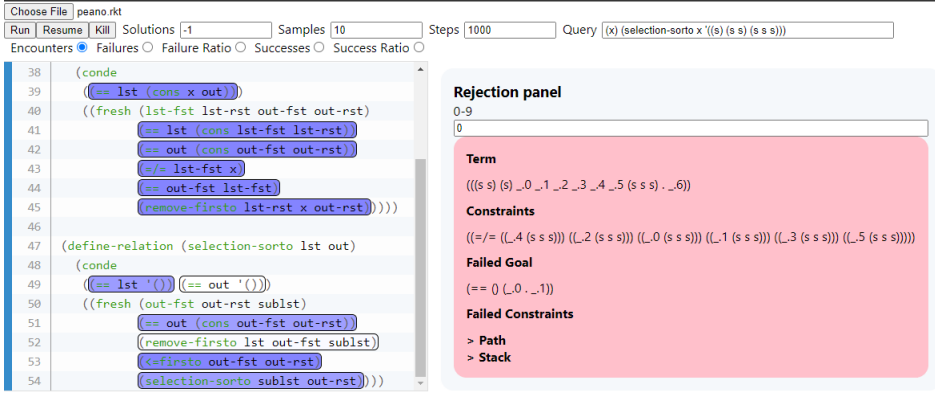 Choose File peano.rkt
Run Resume Kill Solutions -1 Samples 10 Steps 1000 Query (x) (selection-sorto x '((s) (s s) (s s s)))
Encounters Failures Failure Ratio Successes Success Ratio
38 (conde
39 ((== lst (cons x out)))
40 ((fresh (lst-fst lst-rst out-fst out-rst)
41 (== lst (cons lst-fst lst-rst))
42 (== out (cons out-fst out-rst))
43 (=/= lst-fst x)
44 (== out-fst lst-fst)
45 (remove-firsto lst-rst x out-rst)))))
46
47 (define-relation (selection-sorto lst out)
48 (conde
49 ((== lst '()) (== out '()))
50 ((fresh (out-fst out-rst sublst)
51 (== out (cons out-fst out-rst))
52 (remove-firsto lst out-fst sublst)
53 (<=firsto out-fst out-rst)
54 (selection-sorto sublst out-rst))))
Rejection panel
0-9
0
Term
(((s s) (s) _.0 _.1 _.2 _.3 _.4 _.5 (s s s) . _.6))
Constraints
((=/= ((_.4 (s s s))) ((_.2 (s s s))) ((_.0 (s s s))) ((_.1 (s s s))) ((_.3 (s s s))) ((_.5 (s s s)))))
Failed Goal
(== () (_.0 . _.1))
Failed Constraints
> Path
> Stack